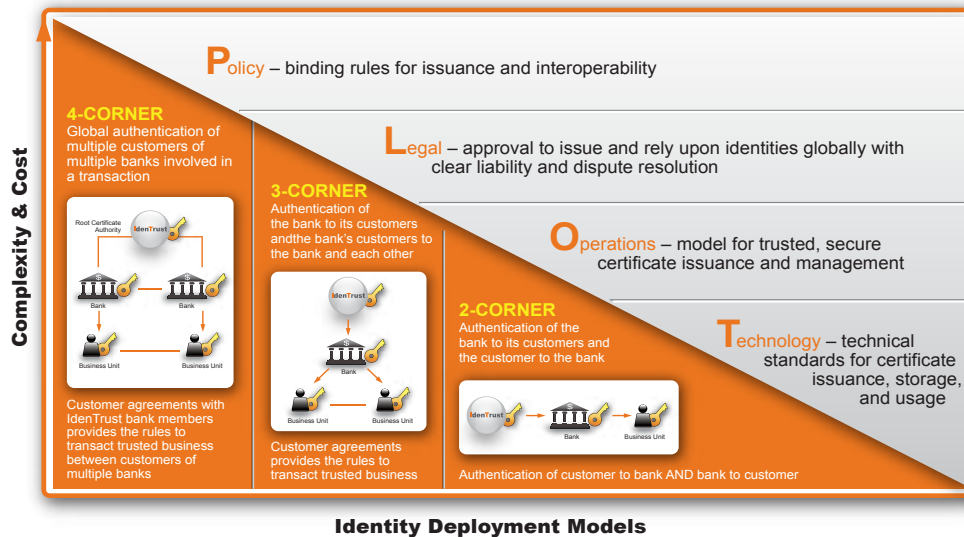 Complexity & Cost
Policy – binding rules for issuance and interoperability
Legal – approval to issue and rely upon identities globally with
clear liability and dispute resolution
Operations – model for trusted, secure
certificate issuance and management
Technology – technical
standards for certificate
issuance, storage,
and usage
4-CORNER
Global authentication of
multiple customers of
multiple banks involved in
a transaction
Root Certificate
Authority
IdenTrust
$
$
Bank
Bank
Business Unit
Business Unit
Customer agreements with
IdenTrust bank members
provides the rules to
transact trusted business
between customers of
multiple banks
3-CORNER
Authentication of
the bank to its customers
andthe bank's customers to
the bank and each other
IdenTrust
$
Bank
Business Unit
Business Unit
Customer agreements
provides the rules to
transact trusted business
2-CORNER
Authentication of the
bank to its customers and
the customer to the bank
IdenTrust
$
Bank
Business Unit
Authentication of customer to bank AND bank to customer
Identity Deployment Models